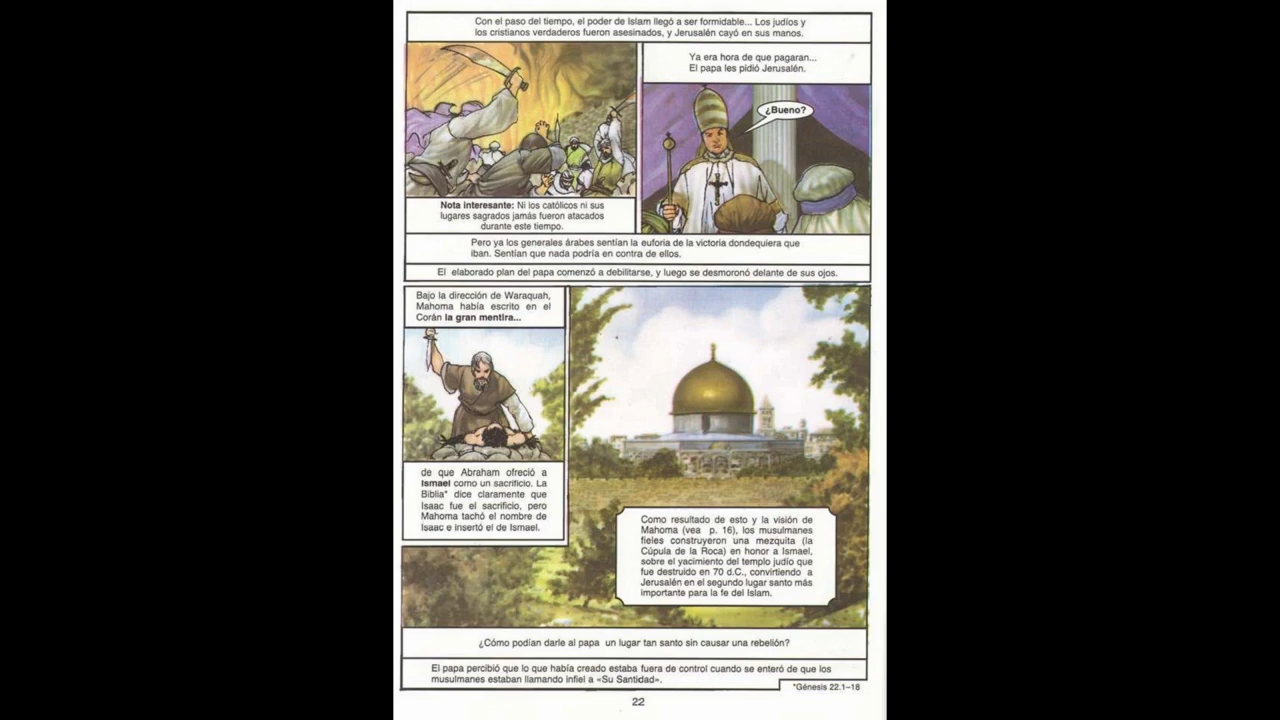 Con el paso del tiempo, el poder de Islam llegó a ser formidable... Los judíos y
los cristianos verdaderos fueron asesinados, y Jerusalén cayó en sus manos.
Ya era hora de que pagaran...
El papa les pidió Jerusalén.
¿Bueno?
Nota interesante: Ni los católicos ni sus
lugares sagrados jamás fueron atacados
durante este tiempo.
Pero ya los generales árabes sentían la euforia de la victoria dondequiera que
iban. Sentían que nada podría en contra de ellos.
El elaborado plan del papa comenzó a debilitarse, y luego se desmoronó delante de sus ojos.
Bajo la dirección de Waraquah,
Mahoma había escrito en el
Corán la gran mentira...
de que Abraham ofreció a
Ismael como un sacrificio. La
Biblia* dice claramente que
Isaac fue el sacrificio, pero
Mahoma tachó el nombre de
Isaac e insertó el de Ismael.
Como resultado de esto y la visión de
Mahoma (vea p. 16), los musulmanes
fieles construyeron una mezquita (la
Cúpula de la Roca) en honor a Ismael,
sobre el yacimiento del templo judío que
fue destruido en 70 d.C., convirtiendo a
Jerusalén en el segundo lugar santo más
importante para la fe del Islam.
¿Cómo podían darle al papa un lugar tan santo sin causar una rebelión?
El papa percibió que lo que había creado estaba fuera de control cuando se enteró de que los
musulmanes estaban llamando infiel a «Su Santidad».
*Génesis 22.1–18
22